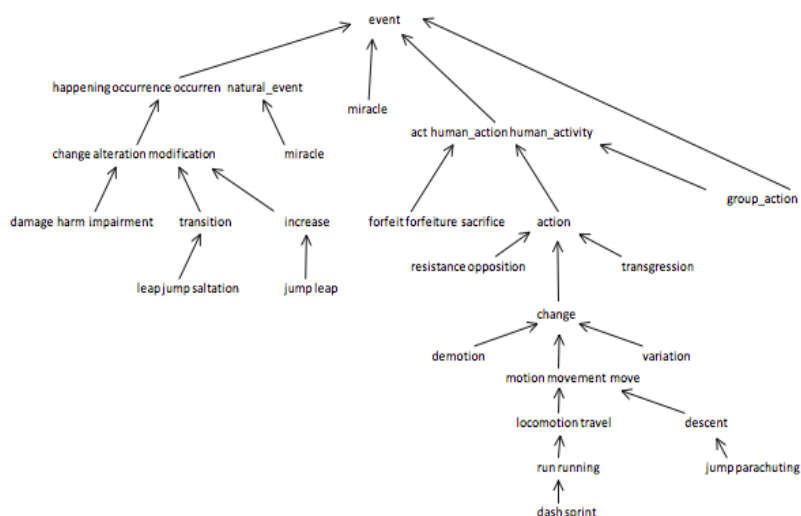 event
happening occurrence occurren natural_event
miracle
act human_action human_activity
change alteration modification
miracle
group_action
damage harm impairment
transition
increase
forfeit forfeiture sacrifice
action
resistance opposition
transgression
leap jump saltation
jump leap
change
demotion
variation
motion movement move
locomotion travel
descent
run running
jump parachuting
dash sprint